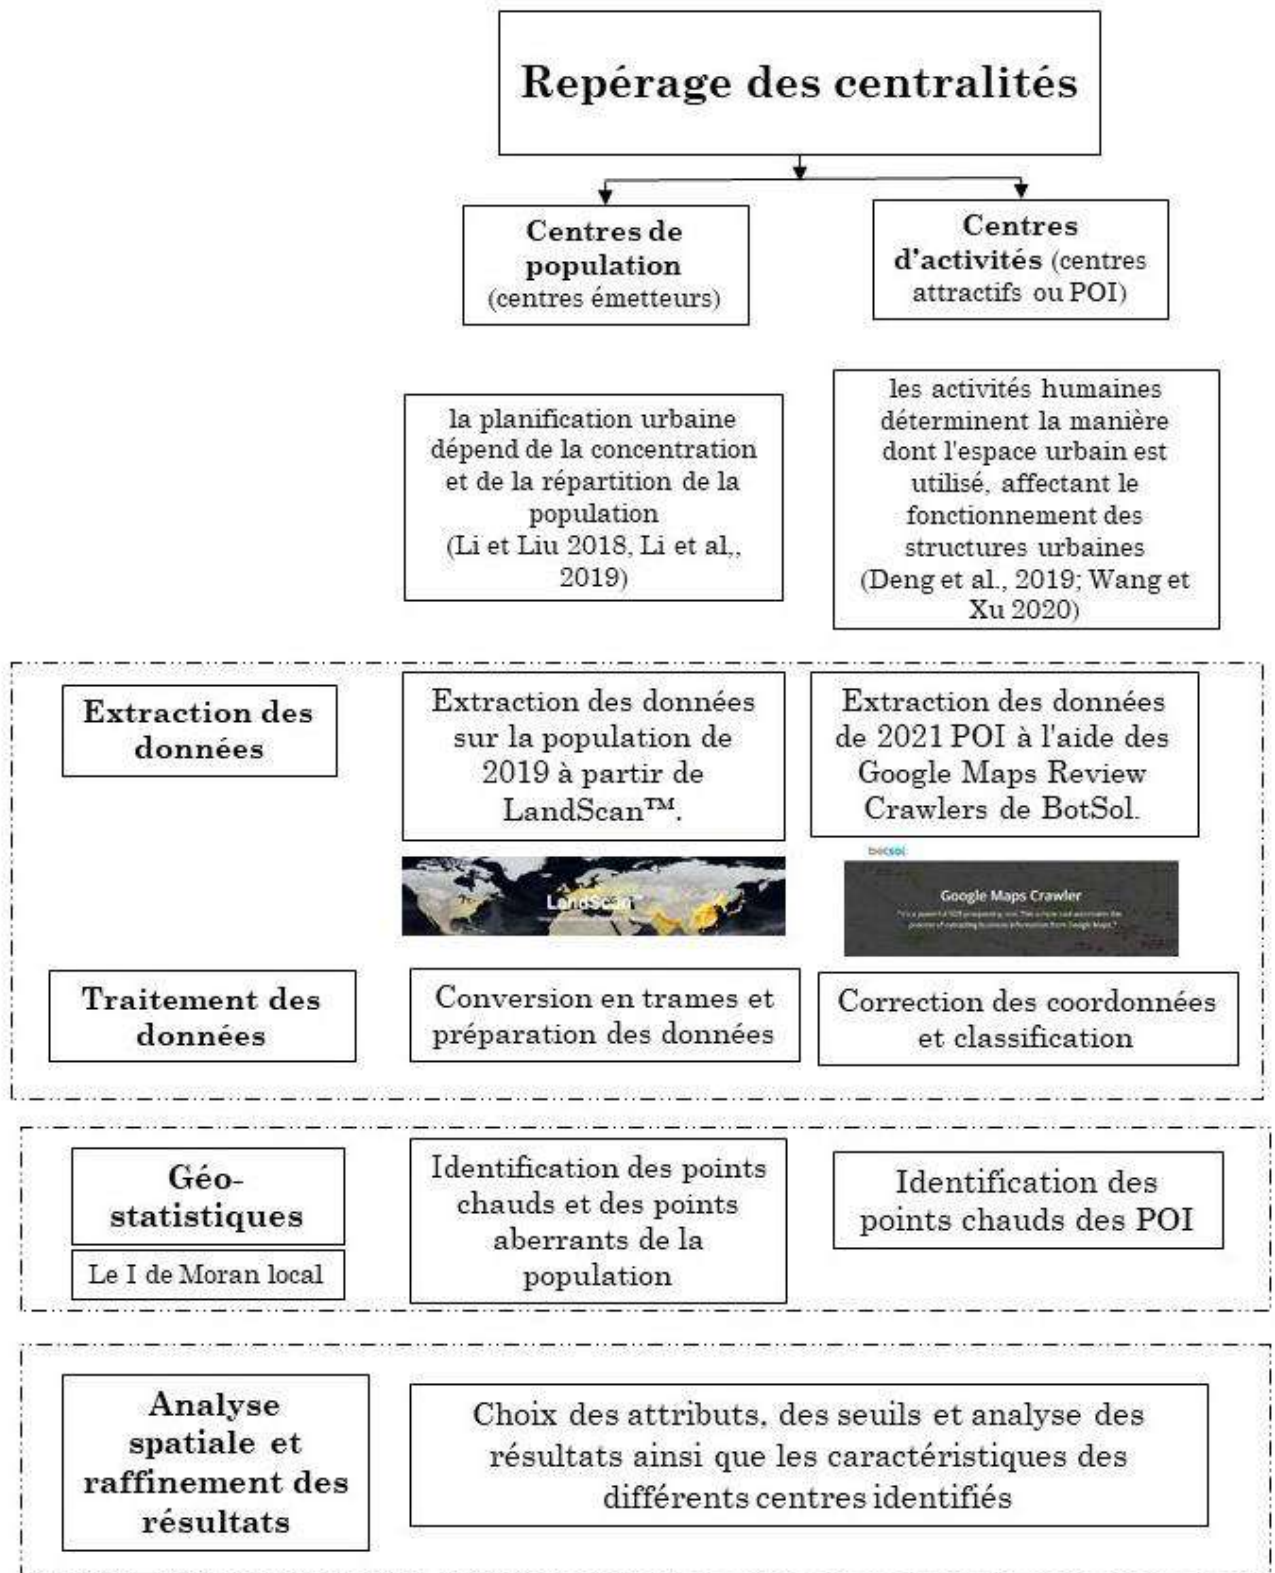 Repérage des centralités
Centres de
population
(centres émetteurs)
Centres
d'activités (centres
attractifs ou POI)
la planification urbaine
dépend de la concentration
et de la répartition de la
population
(Li et Liu 2018, Li et al,,
2019)
les activités humaines
déterminent la manière
dont l'espace urbain est
utilisé, affectant le
fonctionnement des
structures urbaines
(Deng et al., 2019; Wang et
Xu 2020)
Extraction des
données
Extraction des données
sur la population de
2019 à partir de
LandScan™.
Extraction des données
de 2021 POI à l'aide des
Google Maps Review
Crawlers de BotSol.
LandScan™
botsol
Google Maps Crawler
Traitement des
données
Conversion en trames et
préparation des données
Correction des coordonnées
et classification
Géo-
statistiques
Le I de Moran local
Identification des points
chauds et des points
aberrants de la
population
Identification des
points chauds des POI
Analyse
spatiale et
raffinement des
résultats
Choix des attributs, des seuils et analyse des
résultats ainsi que les caractéristiques des
différents centres identifiés